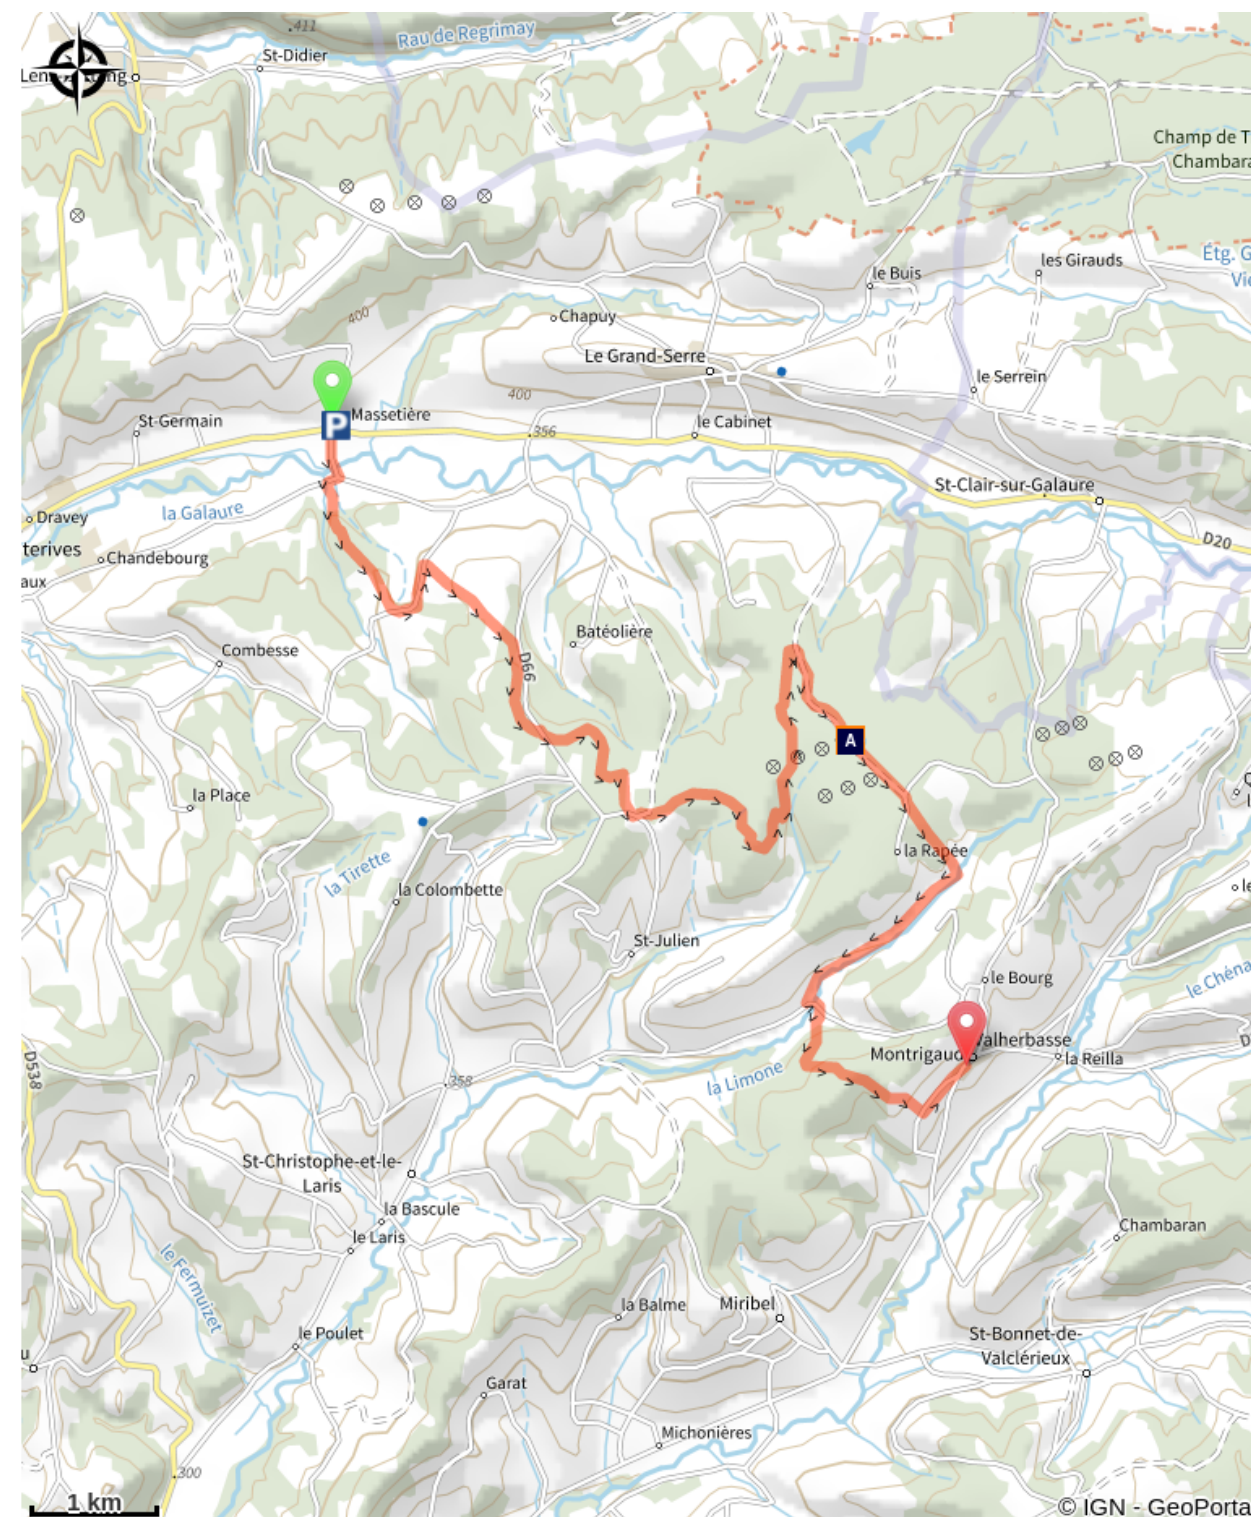 411
Rau de Regrimay
St-Didier
Champ de T
Chambara
les Girauds
Étg. G
le Buis
400
Chapuy
Le Grand-Serre
le Serrein
400
Massetière
P
St-Germain
le Cabinet
356
St-Clair-sur-Galaure
la Galaure
Dravey
D20
terives
Chandebourg
aux
Batéolière
Combesse
D66
A
la Place
la Rapée
la Tirette
la Colombette
St-Julien
le Bourg
le Chéna
alherbasse
Montrigaud
la Reilla
D538
la Limone
358
St-Christophe-et-le-
Laris
la Bascule
Chambaran
le Laris
le Fermuizet
la Balme
Miribel
le Poulet
St-Bonnet-de-
Valclérieux
Garat
Michonières
300
1 km
© IGN - GeoPorta